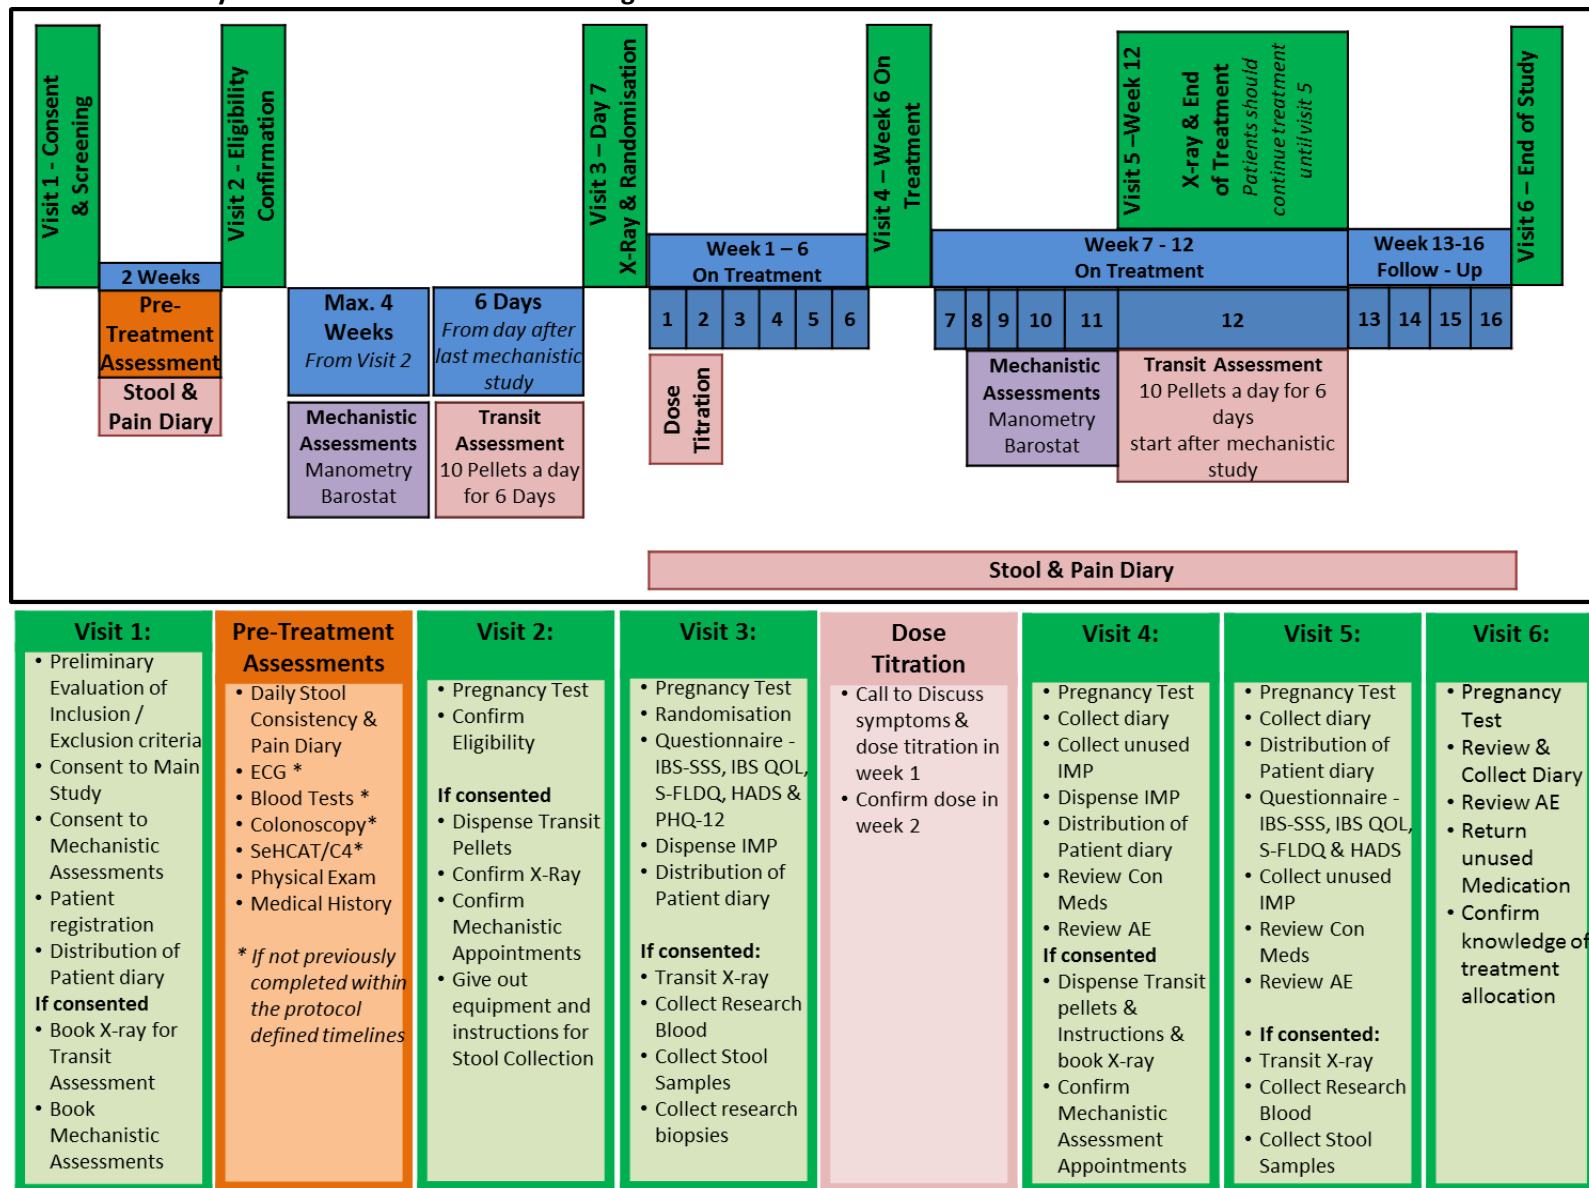 Visit 1 - Consent
& Screening
Visit 2 - Eligibility
Confirmation
Visit 3 – Day 7
X-Ray & Randomisation
Visit 4 – Week 6 On
Treatment
Visit 5 –Week 12
X-ray & End
of Treatment
Patients should
continue treatment
until visit 5
Visit 6 – End of Study
2 Weeks
Pre-
Treatment
Assessment
Stool &
Pain Diary
Max. 4
Weeks
From Visit 2
Mechanistic
Assessments
Manometry
Barostat
6 Days
From day after
last mechanistic
study
Transit
Assessment
10 Pellets a day
for 6 Days
Week 1 – 6
On Treatment
1 2 3 4 5 6
Dose
Titration
Week 7 - 12
On Treatment
7 8 9 10 11 12
Mechanistic
Assessments
Manometry
Barostat
Transit Assessment
10 Pellets a day for 6
days
start after mechanistic
study
Week 13-16
Follow - Up
13 14 15 16
Stool & Pain Diary
Visit 1:
• Preliminary
Evaluation of
Inclusion /
Exclusion criteria
• Consent to Main
Study
• Consent to
Mechanistic
Assessments
• Patient
registration
• Distribution of
Patient diary
If consented
• Book X-ray for
Transit
Assessment
• Book
Mechanistic
Assessments
Pre-Treatment
Assessments
• Daily Stool
Consistency &
Pain Diary
• ECG *
• Blood Tests *
• Colonoscopy*
• SeHCAT/C4*
• Physical Exam
• Medical History
* If not previously
completed within
the protocol
defined timelines
Visit 2:
• Pregnancy Test
• Confirm
Eligibility
If consented
• Dispense Transit
Pellets
• Confirm X-Ray
• Confirm
Mechanistic
Appointments
• Give out
equipment and
instructions for
Stool Collection
Visit 3:
• Pregnancy Test
• Randomisation
• Questionnaire -
IBS-SSS, IBS QOL,
S-FLDQ, HADS &
PHQ-12
• Dispense IMP
• Distribution of
Patient diary
If consented:
• Transit X-ray
• Collect Research
Blood
• Collect Stool
Samples
• Collect research
biopsies
Dose
Titration
• Call to Discuss
symptoms &
dose titration in
week 1
• Confirm dose in
week 2
Visit 4:
• Pregnancy Test
• Collect diary
• Collect unused
IMP
• Dispense IMP
• Distribution of
Patient diary
• Review Con
Meds
• Review AE
If consented
• Dispense Transit
pellets &
Instructions &
book X-ray
• Confirm
Mechanistic
Assessment
Appointments
Visit 5:
• Pregnancy Test
• Collect diary
• Distribution of
Patient diary
• Questionnaire -
IBS-SSS, IBS QOL,
S-FLDQ & HADS
• Collect unused
IMP
• Review Con
Meds
• Review AE
• If consented:
• Transit X-ray
• Collect Research
Blood
• Collect Stool
Samples
Visit 6:
• Pregnancy
Test
• Review &
Collect Diary
• Review AE
• Return
unused
Medication
• Confirm
knowledge of
treatment
allocation